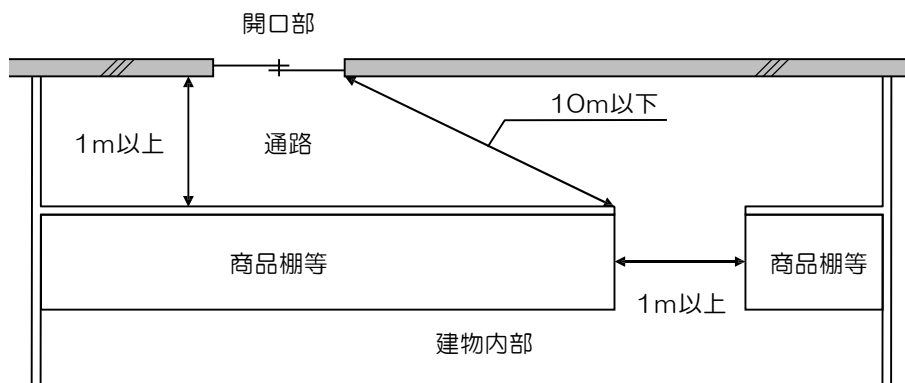 開口部
10m以下
1m以上
通路
商品棚等
商品棚等
1m以上
建物内部